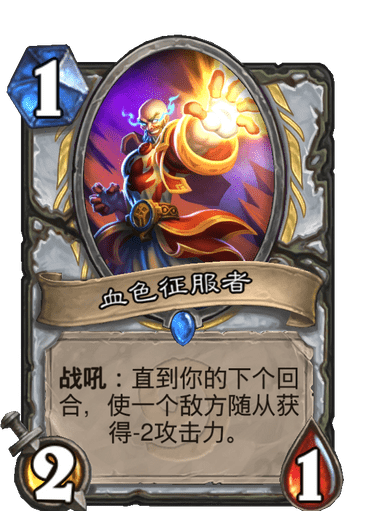 1
血色征服者
战吼：直到你的下个回
合，使一个敌方随从获
得-2攻击力。
2
1